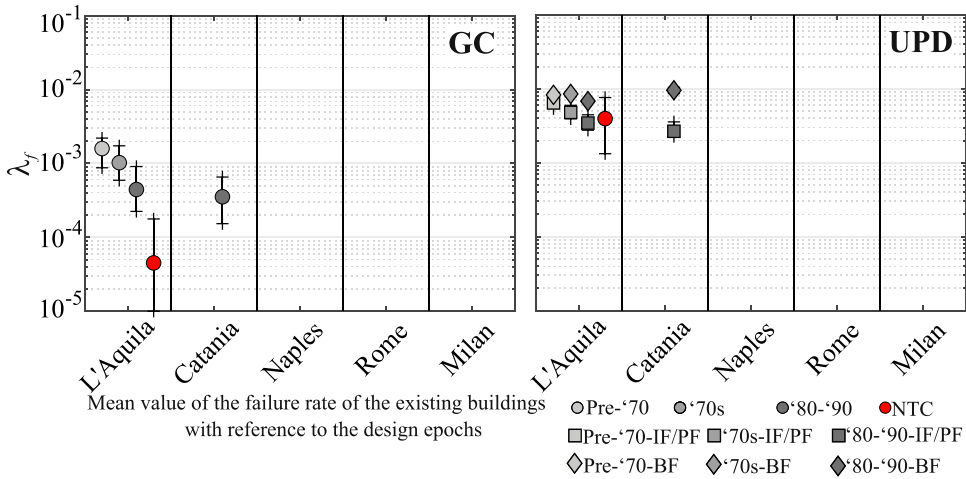 GC
UPD
10-1
10-2
10-3
10-4
10-5
λf
L'Aquila
Catania
Naples
Rome
Milan
L'Aquila
Catania
Naples
Rome
Milan
Mean value of the failure rate of the existing buildings
with reference to the design epochs
Pre-‘70 ‘70s ‘80-‘90 NTC
Pre-‘70-IF/PF ‘70s-IF/PF ‘80-‘90-IF/PF
Pre-‘70-BF ‘70s-BF ‘80-‘90-BF